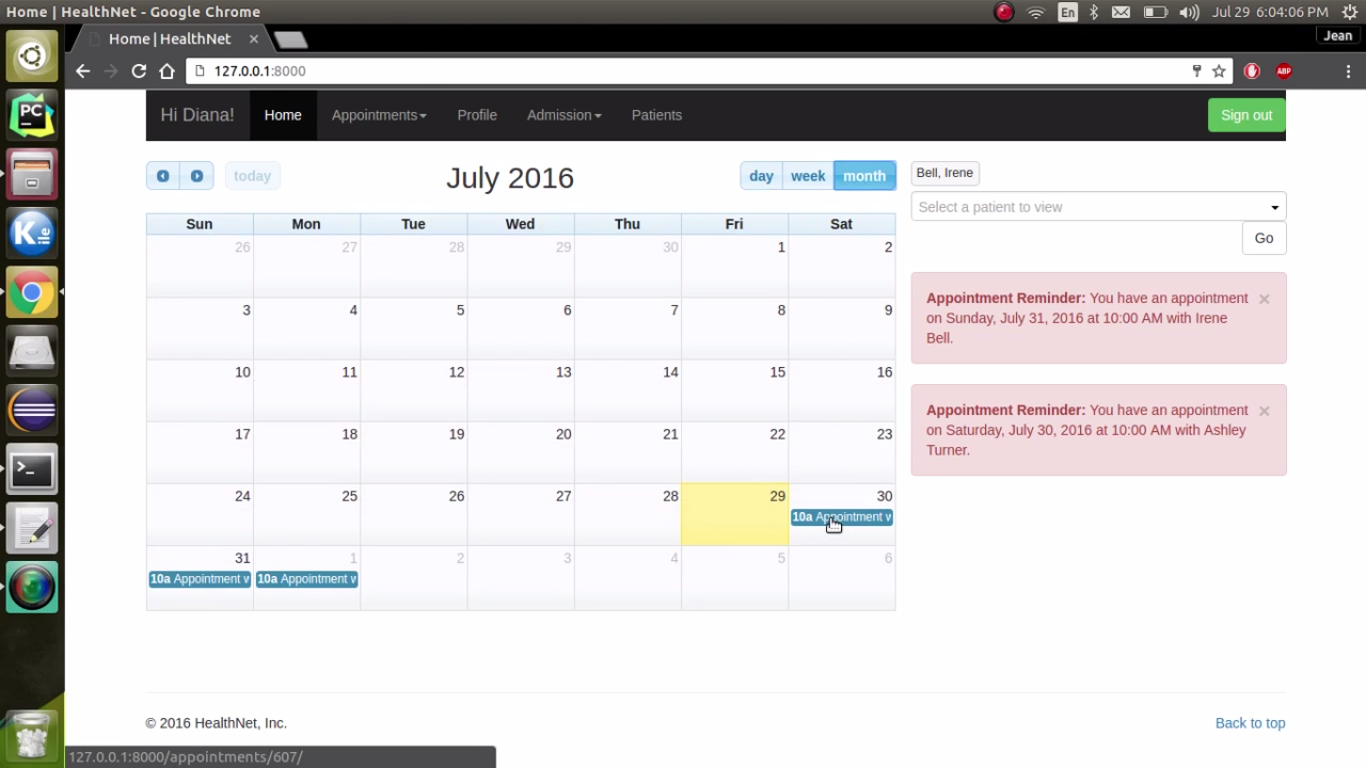 Home | HealthNet - Google Chrome
En
Jul 29 6:04:06 PM
Home | HealthNet ×
Jean
127.0.0.1:8000
ABP
PC
K
ile
Hi Diana! Home Appointments Profile Admission Patients Sign out
today July 2016 day week month
Sun Mon Tue Wed Thu Fri Sat
26 27 28 29 30 1 2
3 4 5 6 7 8 9
10 11 12 13 14 15 16
17 18 19 20 21 22 23
24 25 26 27 28 29 30
10a Appointment w
31 1 2 3 4 5 6
10a Appointment w 10a Appointment w
Bell, Irene
Select a patient to view
Go
Appointment Reminder: You have an appointment ×
on Sunday, July 31, 2016 at 10:00 AM with Irene
Bell.
Appointment Reminder: You have an appointment ×
on Saturday, July 30, 2016 at 10:00 AM with Ashley
Turner.
© 2016 HealthNet, Inc.
Back to top
127.0.0.1:8000/appointments/607/